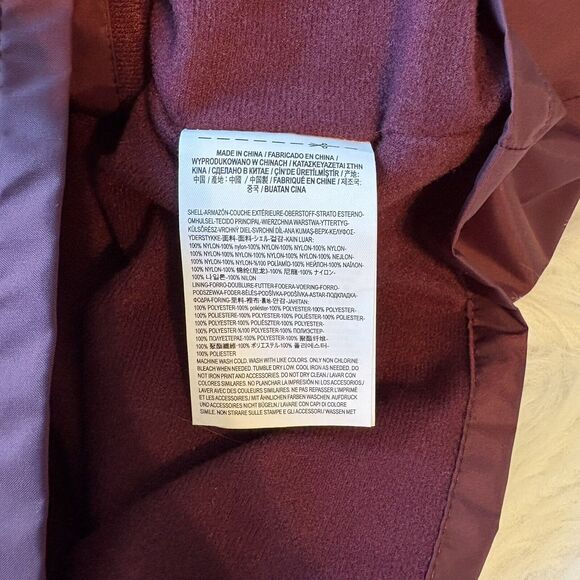 MADE IN CHINA / FABRICADO EN CHINA /
WYPRODUKOWANO W CHINACH / ΚΑΤΑΣΚΕΥΑΖΕΤΑΙ ΣΤΗΝ
ΚΙΝΑ / СДЕЛАНО В КИТАЕ / ÇİN'DE ÜRETİLMİŞTİR / 产地:
中国 / 產地: 中國 / 中国製 / FABRIQUÉ EN CHINE / 제조국:
중국 / BUATAN CINA
SHELL-ARMAZÓN-COUCHE EXTÉRIEURE-OBERSTOFF-STRATO ESTERNO-
OMHULSEL-TECIDO PRINCIPAL-WIERZCHNIA WARSTWA-YTTERTYG-
KÜLSŐRÉSZ-VRCHNÝ DIEL-SVRCHNÍ DÍL-ANA KUMAŞ-ВЕРХ-ΚΕΛΥΦΟΣ-
YDERSTYKKE-面料-面料-シェル-겉감-KAIN LUAR:
100% NYLON-100% nylon-100% NYLON-100% NYLON-100% NYLON-
100% NYLON-100% NYLON-100% NYLON-100% NYLON-100% NEJLON-
100% NYLON-%100 POLİAMİD-100% НЕЙЛОН-100% ΝΑΪΛΟΝ-
100% NYLON-100% 锦纶(尼龙)-100% 尼龍-100% ナイロン-
100% 나일론-100% NILON
LINING-FORRO-DOUBLURE-FUTTER-FODERA-VOERING-FORRO-
PODSZEWKA-FODER-BÉLÉS-PODŠÍVKA-PODŠÍVKA-ASTAR-ПОДКЛАДКА-
ΦΟΔΡΑ-FORING-里料-裡布-裏地-안감-JAHITAN:
100% POLYESTER-100% poliéster-100% POLYESTER-100%
POLYESTER-100% POLIESTERE-100% POLYESTER-100% POLIÉSTER-
100% POLIESTER-100% POLYESTER-100% POLIÉSZTER-100%
POLYESTER-100% POLYESTER-%100 POLYESTER-100%
ПОЛИЭСТЕР-100% ΠΟΛΥΕΣΤΕΡΑΣ-100% POLYESTER-100% 聚酯纤维-
100% 聚酯纖維-100% ポリエステル-100% 폴리에스터-
100% POLIESTER
MACHINE WASH COLD. WASH WITH LIKE COLORS. ONLY NON CHLORINE
BLEACH WHEN NEEDED. TUMBLE DRY LOW. COOL IRON AS NEEDED. DO
NOT IRON PRINT AND ACCESSORIES. DO NOT DRY CLEAN / LAVAR CON
COLORES SIMILARES. NO PLANCHAR LA IMPRESIÓN NI LOS ACCESORIOS /
LAVER AVEC DES COULEURS SIMILAIRES. NE PAS REPASSER L'IMPRIMÉ
NI LES ACCESSOIRES / MIT ÄHNLICHEN FARBEN WASCHEN. AUFDRUCK
UND ACCESSOIRES NICHT BÜGELN / LAVARE CON CAPI DI COLORE
SIMILE. NON STIRARE SULLE STAMPE E GLI ACCESSORI / WASSEN MET